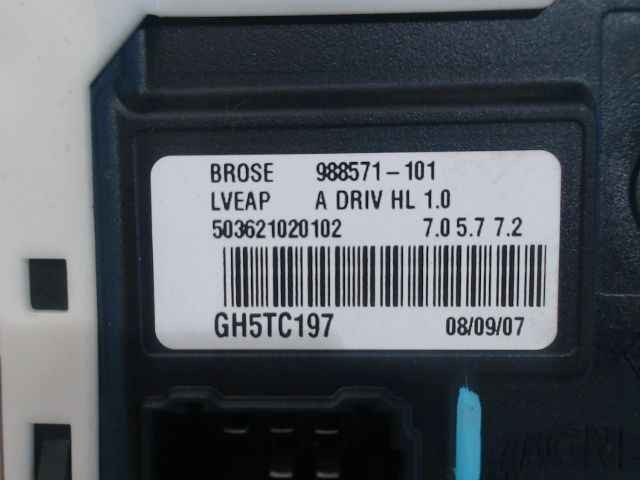 BROSE 988571-101
LVEAP A DRIV HL 1.0
503621020102 7.0 5.7 7.2
GH5TC197 08/09/07